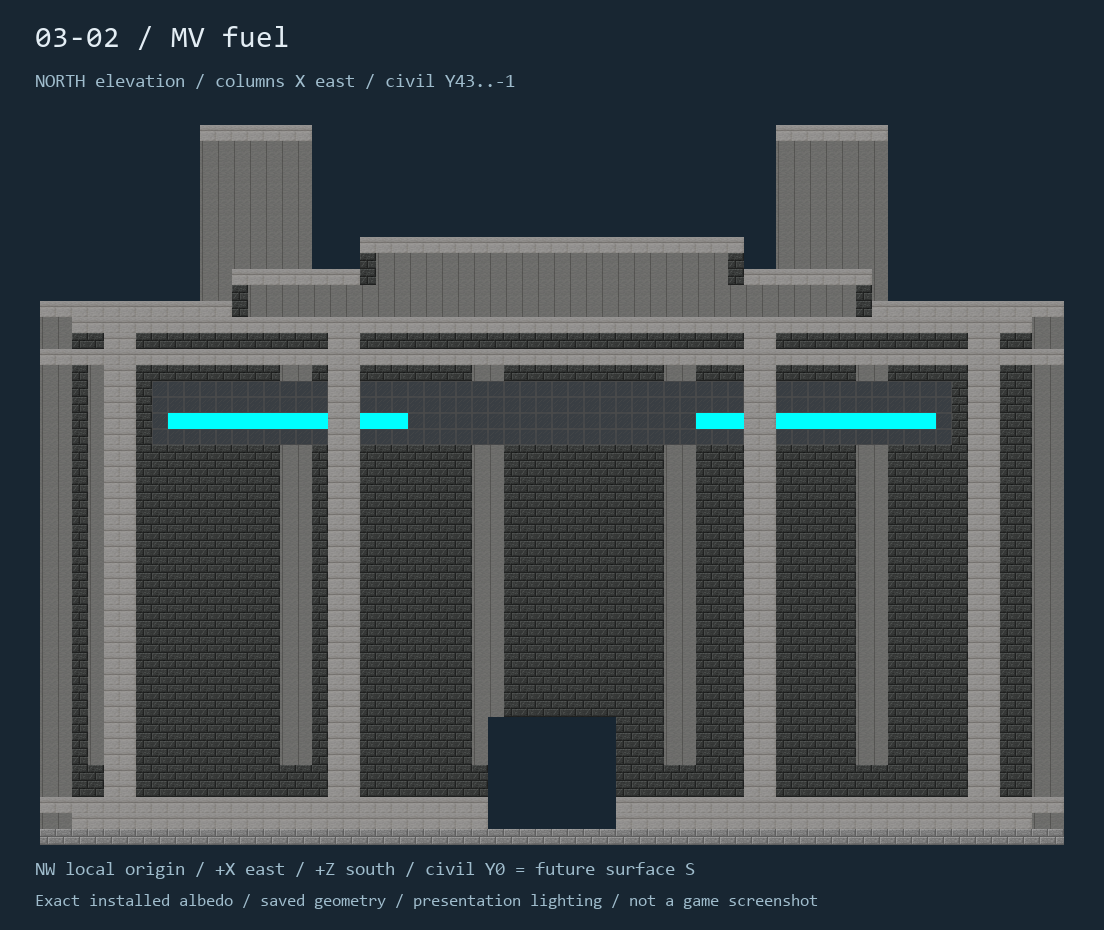 03-02 / MV fuel
NORTH elevation / columns X east / civil Y43..-1
NW local origin / +X east / +Z south / civil Y0 = future surface S
Exact installed albedo / saved geometry / presentation lighting / not a game screenshot